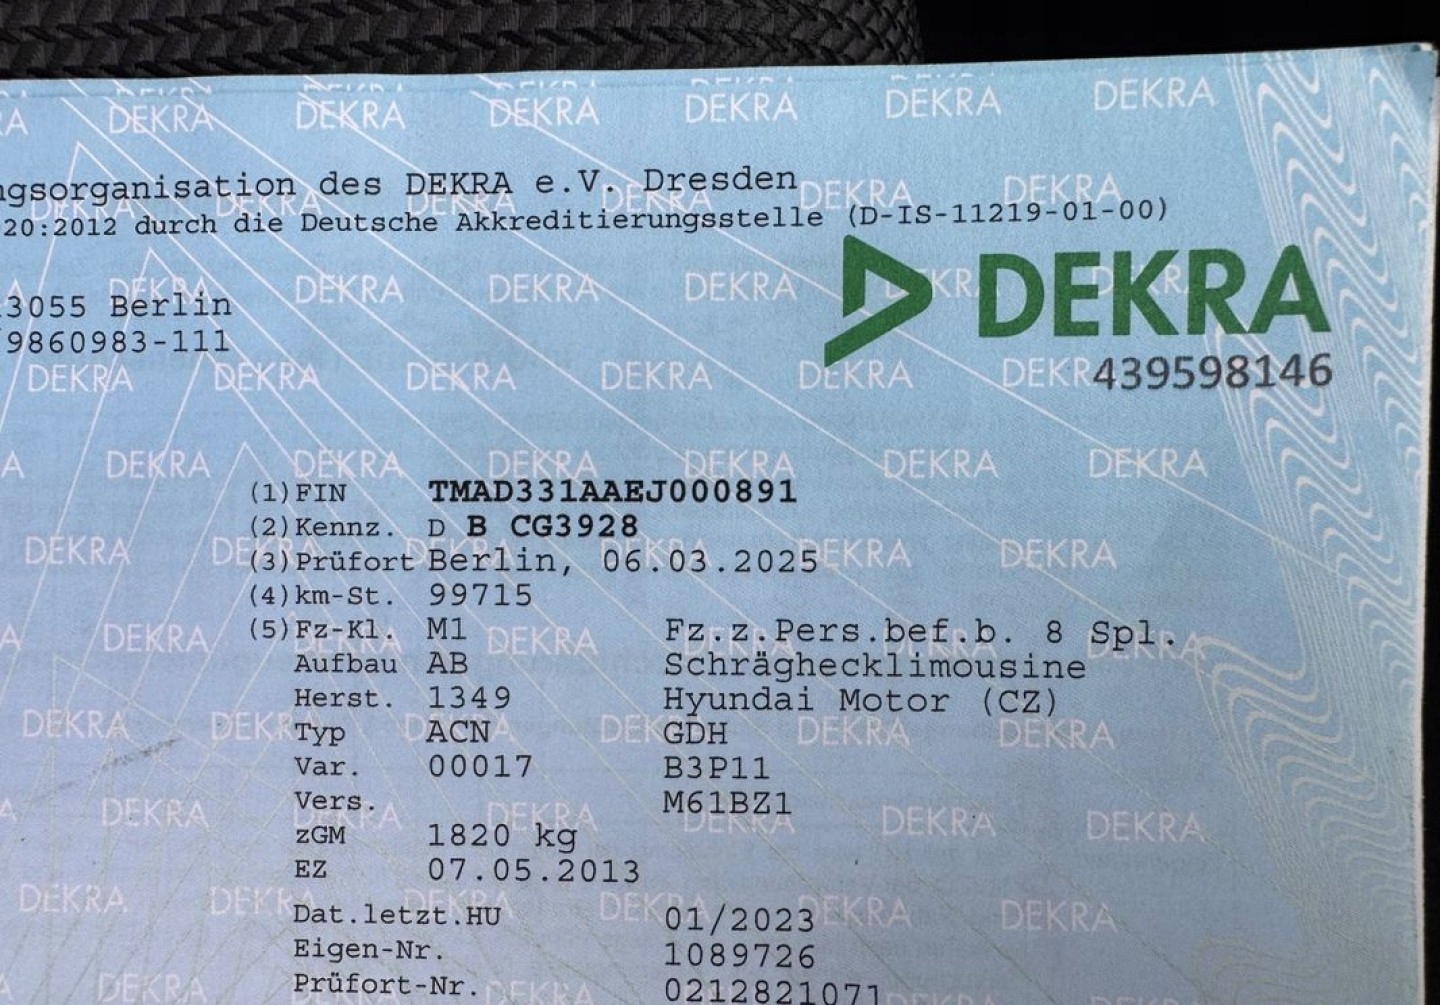 ngsorganisation des DEKRA e.V. Dresden
20:2012 durch die Deutsche Akkreditierungsstelle (D-IS-11219-01-00)
DEKRA
13055 Berlin
9860983-111
439598146
(1) FIN TMAD331AAEJ000891
(2) Kennz. D B CG3928
(3) Prüfort Berlin, 06.03.2025
(4) km-St. 99715
(5) Fz-Kl. M1 Fz.z.Pers.bef.b. 8 Spl.
Aufbau AB Schräghecklimousine
Herst. 1349 Hyundai Motor (CZ)
Typ ACN GDH
Var. 00017 B3P11
Vers. M61BZ1
zGM 1820 kg
EZ 07.05.2013
Dat.letzt.HU 01/2023
Eigen-Nr. 1089726
Prüfort-Nr. 0212821071